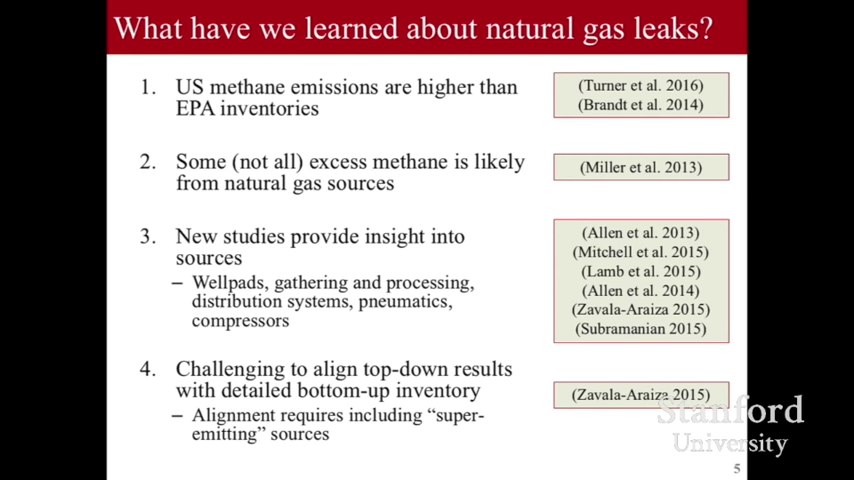 What have we learned about natural gas leaks?
1. US methane emissions are higher than
EPA inventories
(Turner et al. 2016)
(Brandt et al. 2014)
2. Some (not all) excess methane is likely
from natural gas sources
(Miller et al. 2013)
3. New studies provide insight into
sources
– Wellpads, gathering and processing,
distribution systems, pneumatics,
compressors
(Allen et al. 2013)
(Mitchell et al. 2015)
(Lamb et al. 2015)
(Allen et al. 2014)
(Zavala-Araiza 2015)
(Subramanian 2015)
4. Challenging to align top-down results
with detailed bottom-up inventory
– Alignment requires including “super-
emitting” sources
(Zavala-Araiza 2015)
Stanford
University
5